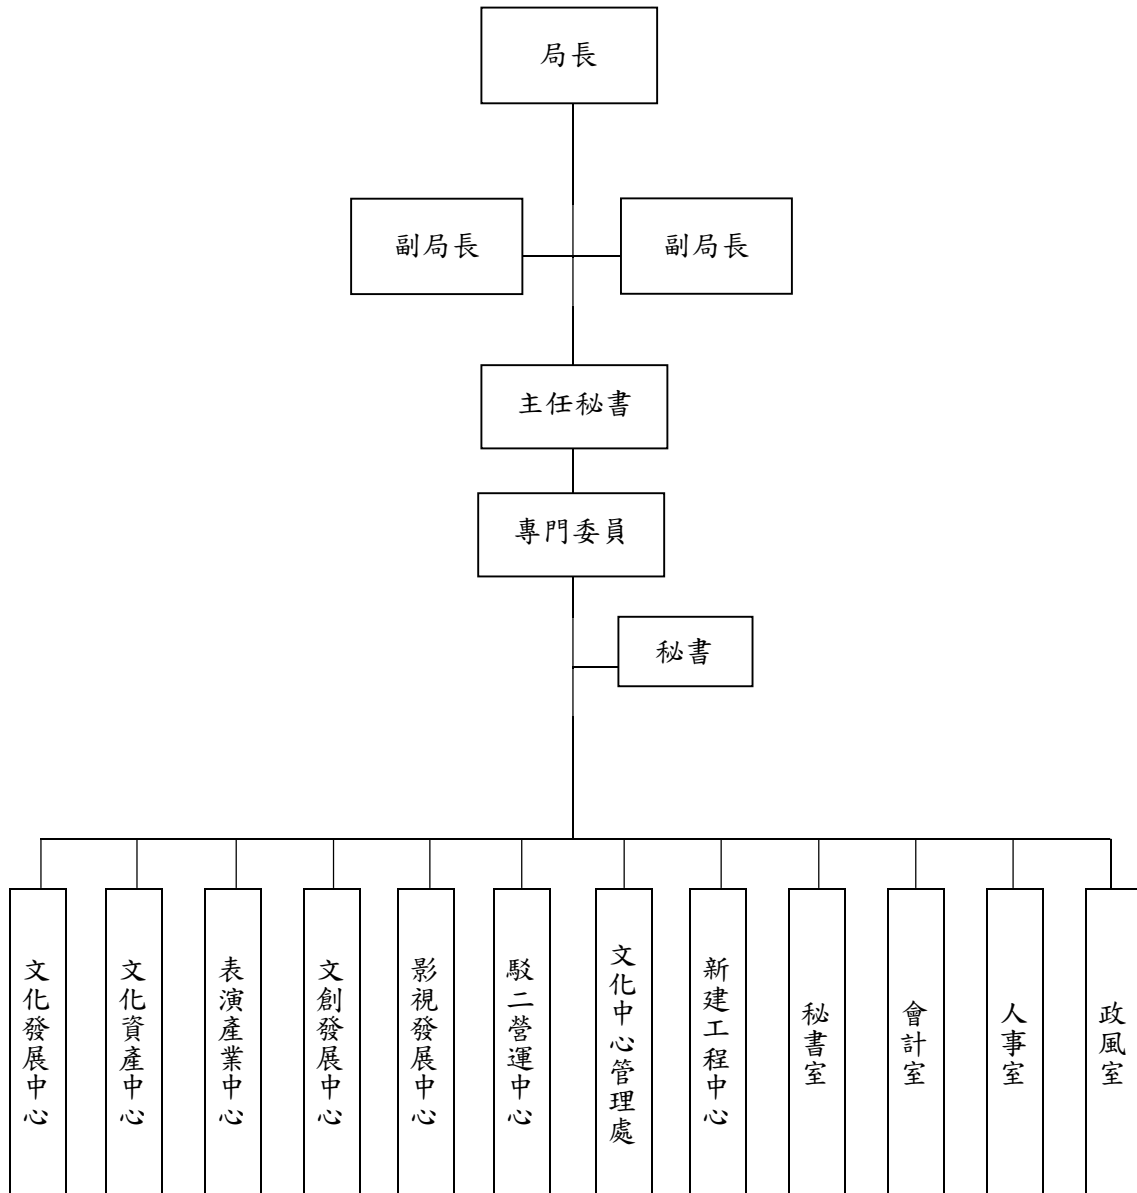 局長
副局長
副局長
主任秘書
專門委員
秘書
文化發展中心
文化資產中心
表演產業中心
文創發展中心
影視發展中心
駁二營運中心
文化中心管理處
新建工程中心
秘書室
會計室
人事室
政風室